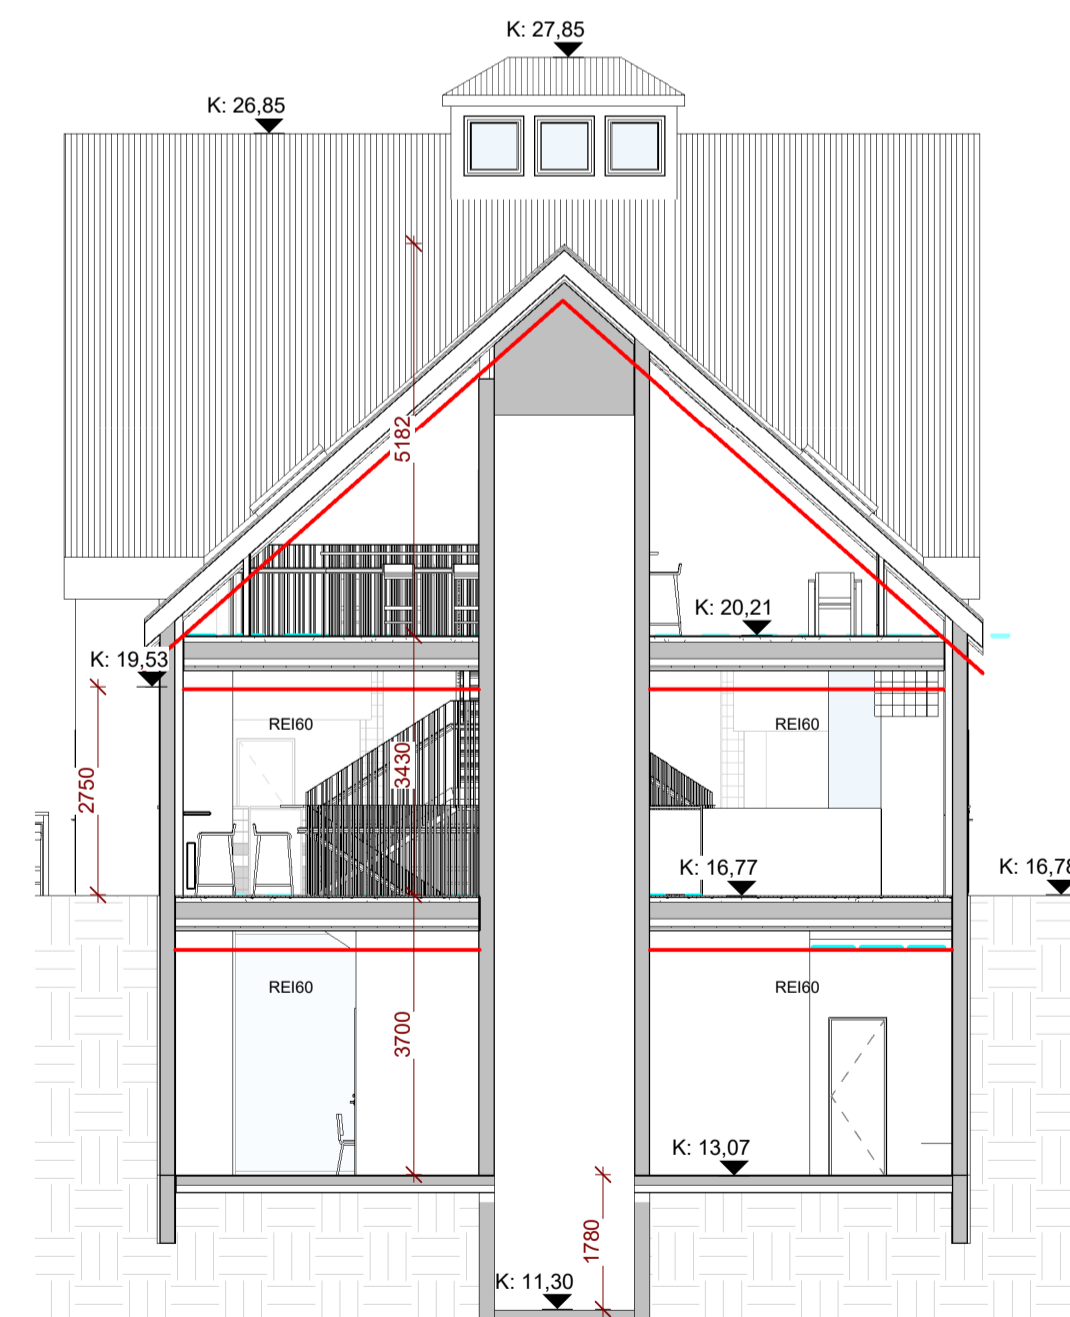 K: 27,85
K: 26,85
5182
K: 20,21
K: 19,53
REI60
REI60
2750
3430
K: 16,77
K: 16,78
REI60
REI60
3700
K: 13,07
1780
K: 11,30